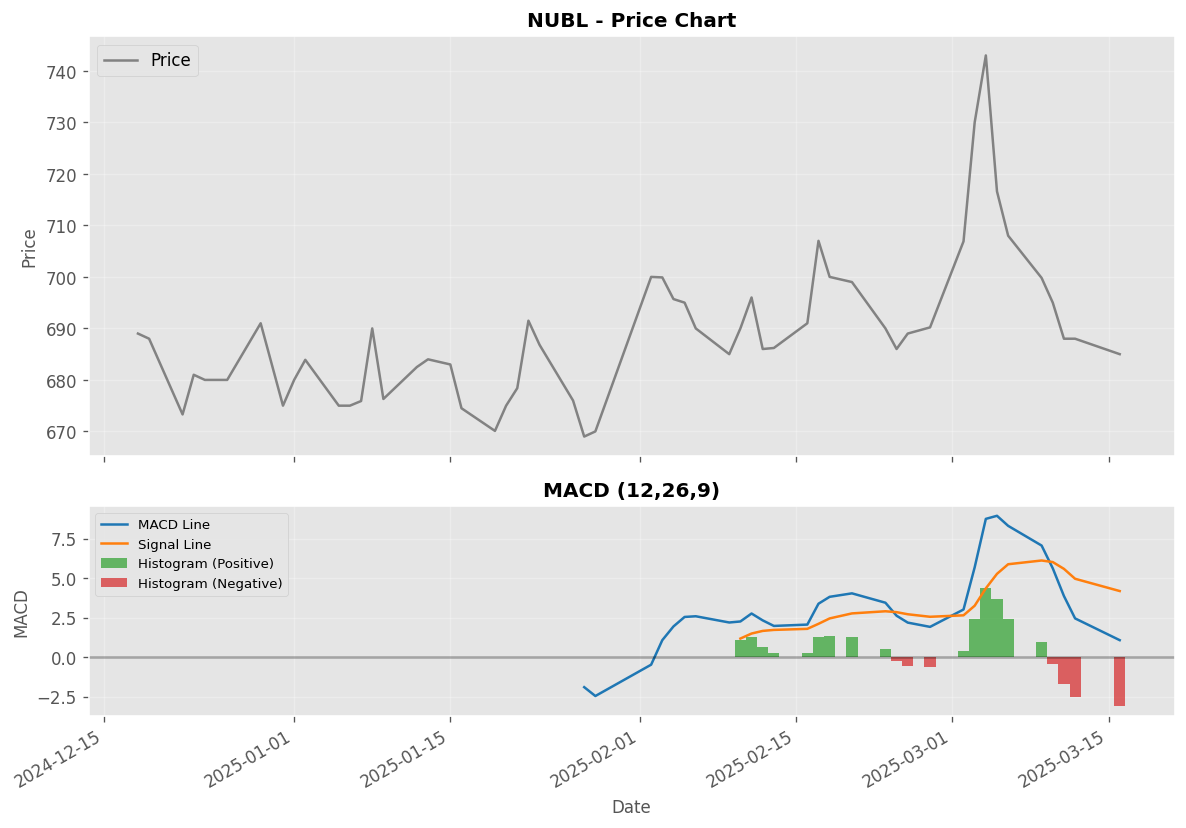 NUBL - Price Chart
Price
740
730
720
710
700
690
680
670
Price
MACD (12,26,9)
MACD Line
Signal Line
Histogram (Positive)
Histogram (Negative)
7.5
5.0
2.5
0.0
−2.5
MACD
2024-12-15
2025-01-01
2025-01-15
2025-02-01
2025-02-15
2025-03-01
2025-03-15
Date